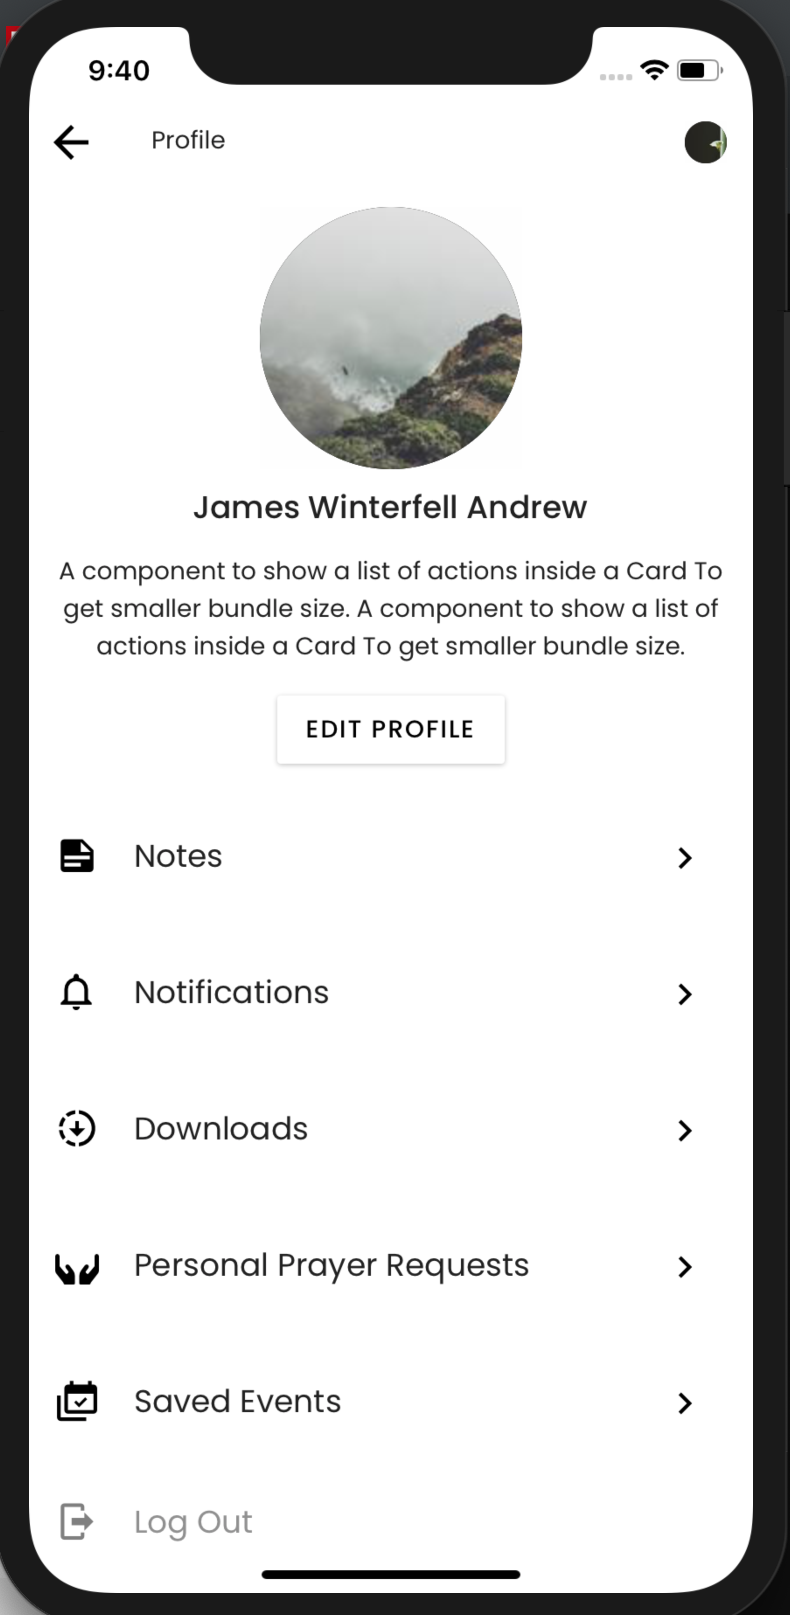 9:40
Profile
James Winterfell Andrew
A component to show a list of actions inside a Card To
get smaller bundle size. A component to show a list of
actions inside a Card To get smaller bundle size.
EDIT PROFILE
Notes
Notifications
Downloads
Personal Prayer Requests
Saved Events
Log Out